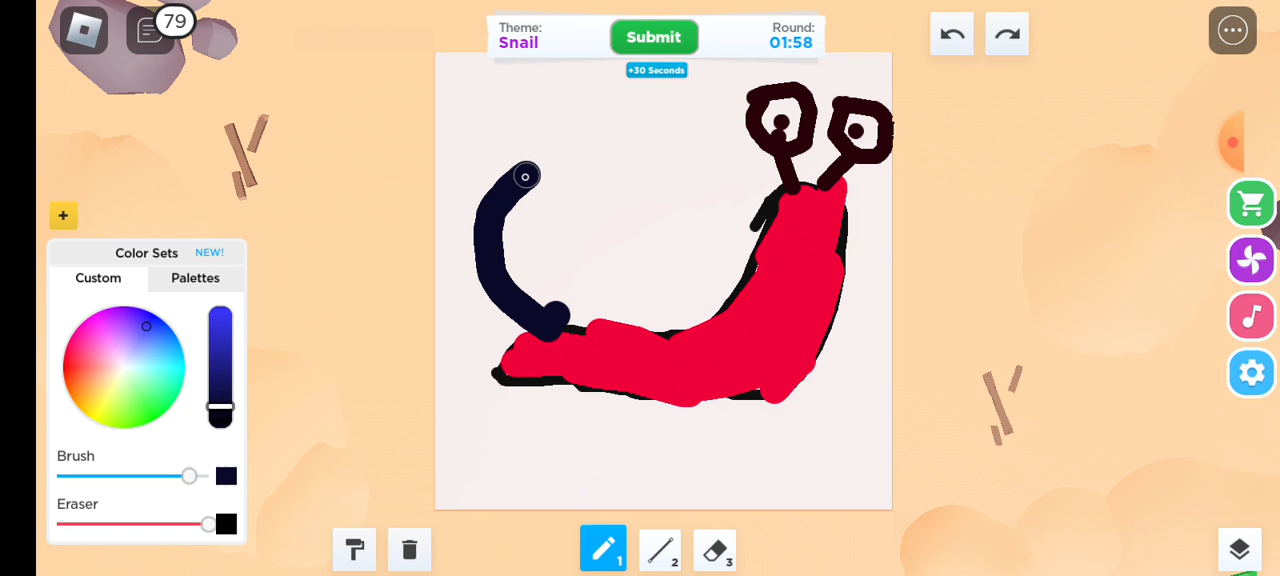 79
Theme:
Snail
Submit
Round:
01:58
+30 Seconds
+
Color Sets NEW!
Custom Palettes
Brush
Eraser
1
2
3